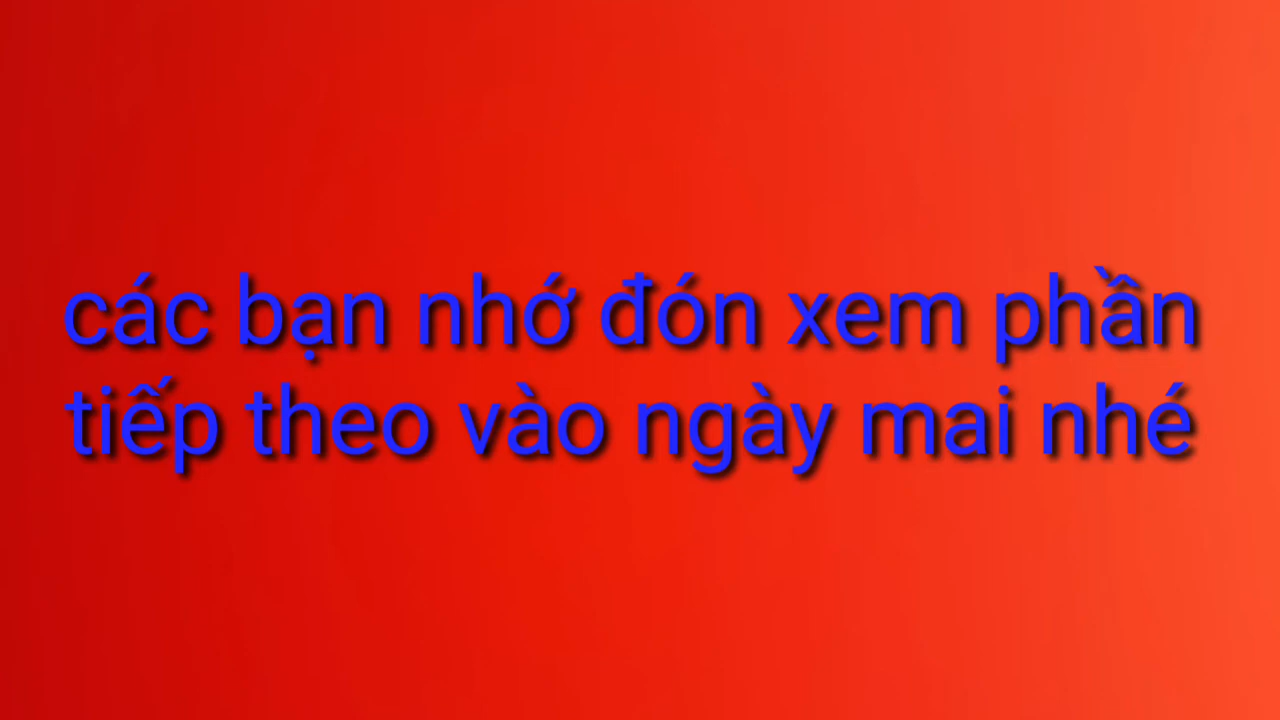 các bạn nhớ đón xem phần
tiếp theo vào ngày mai nhé